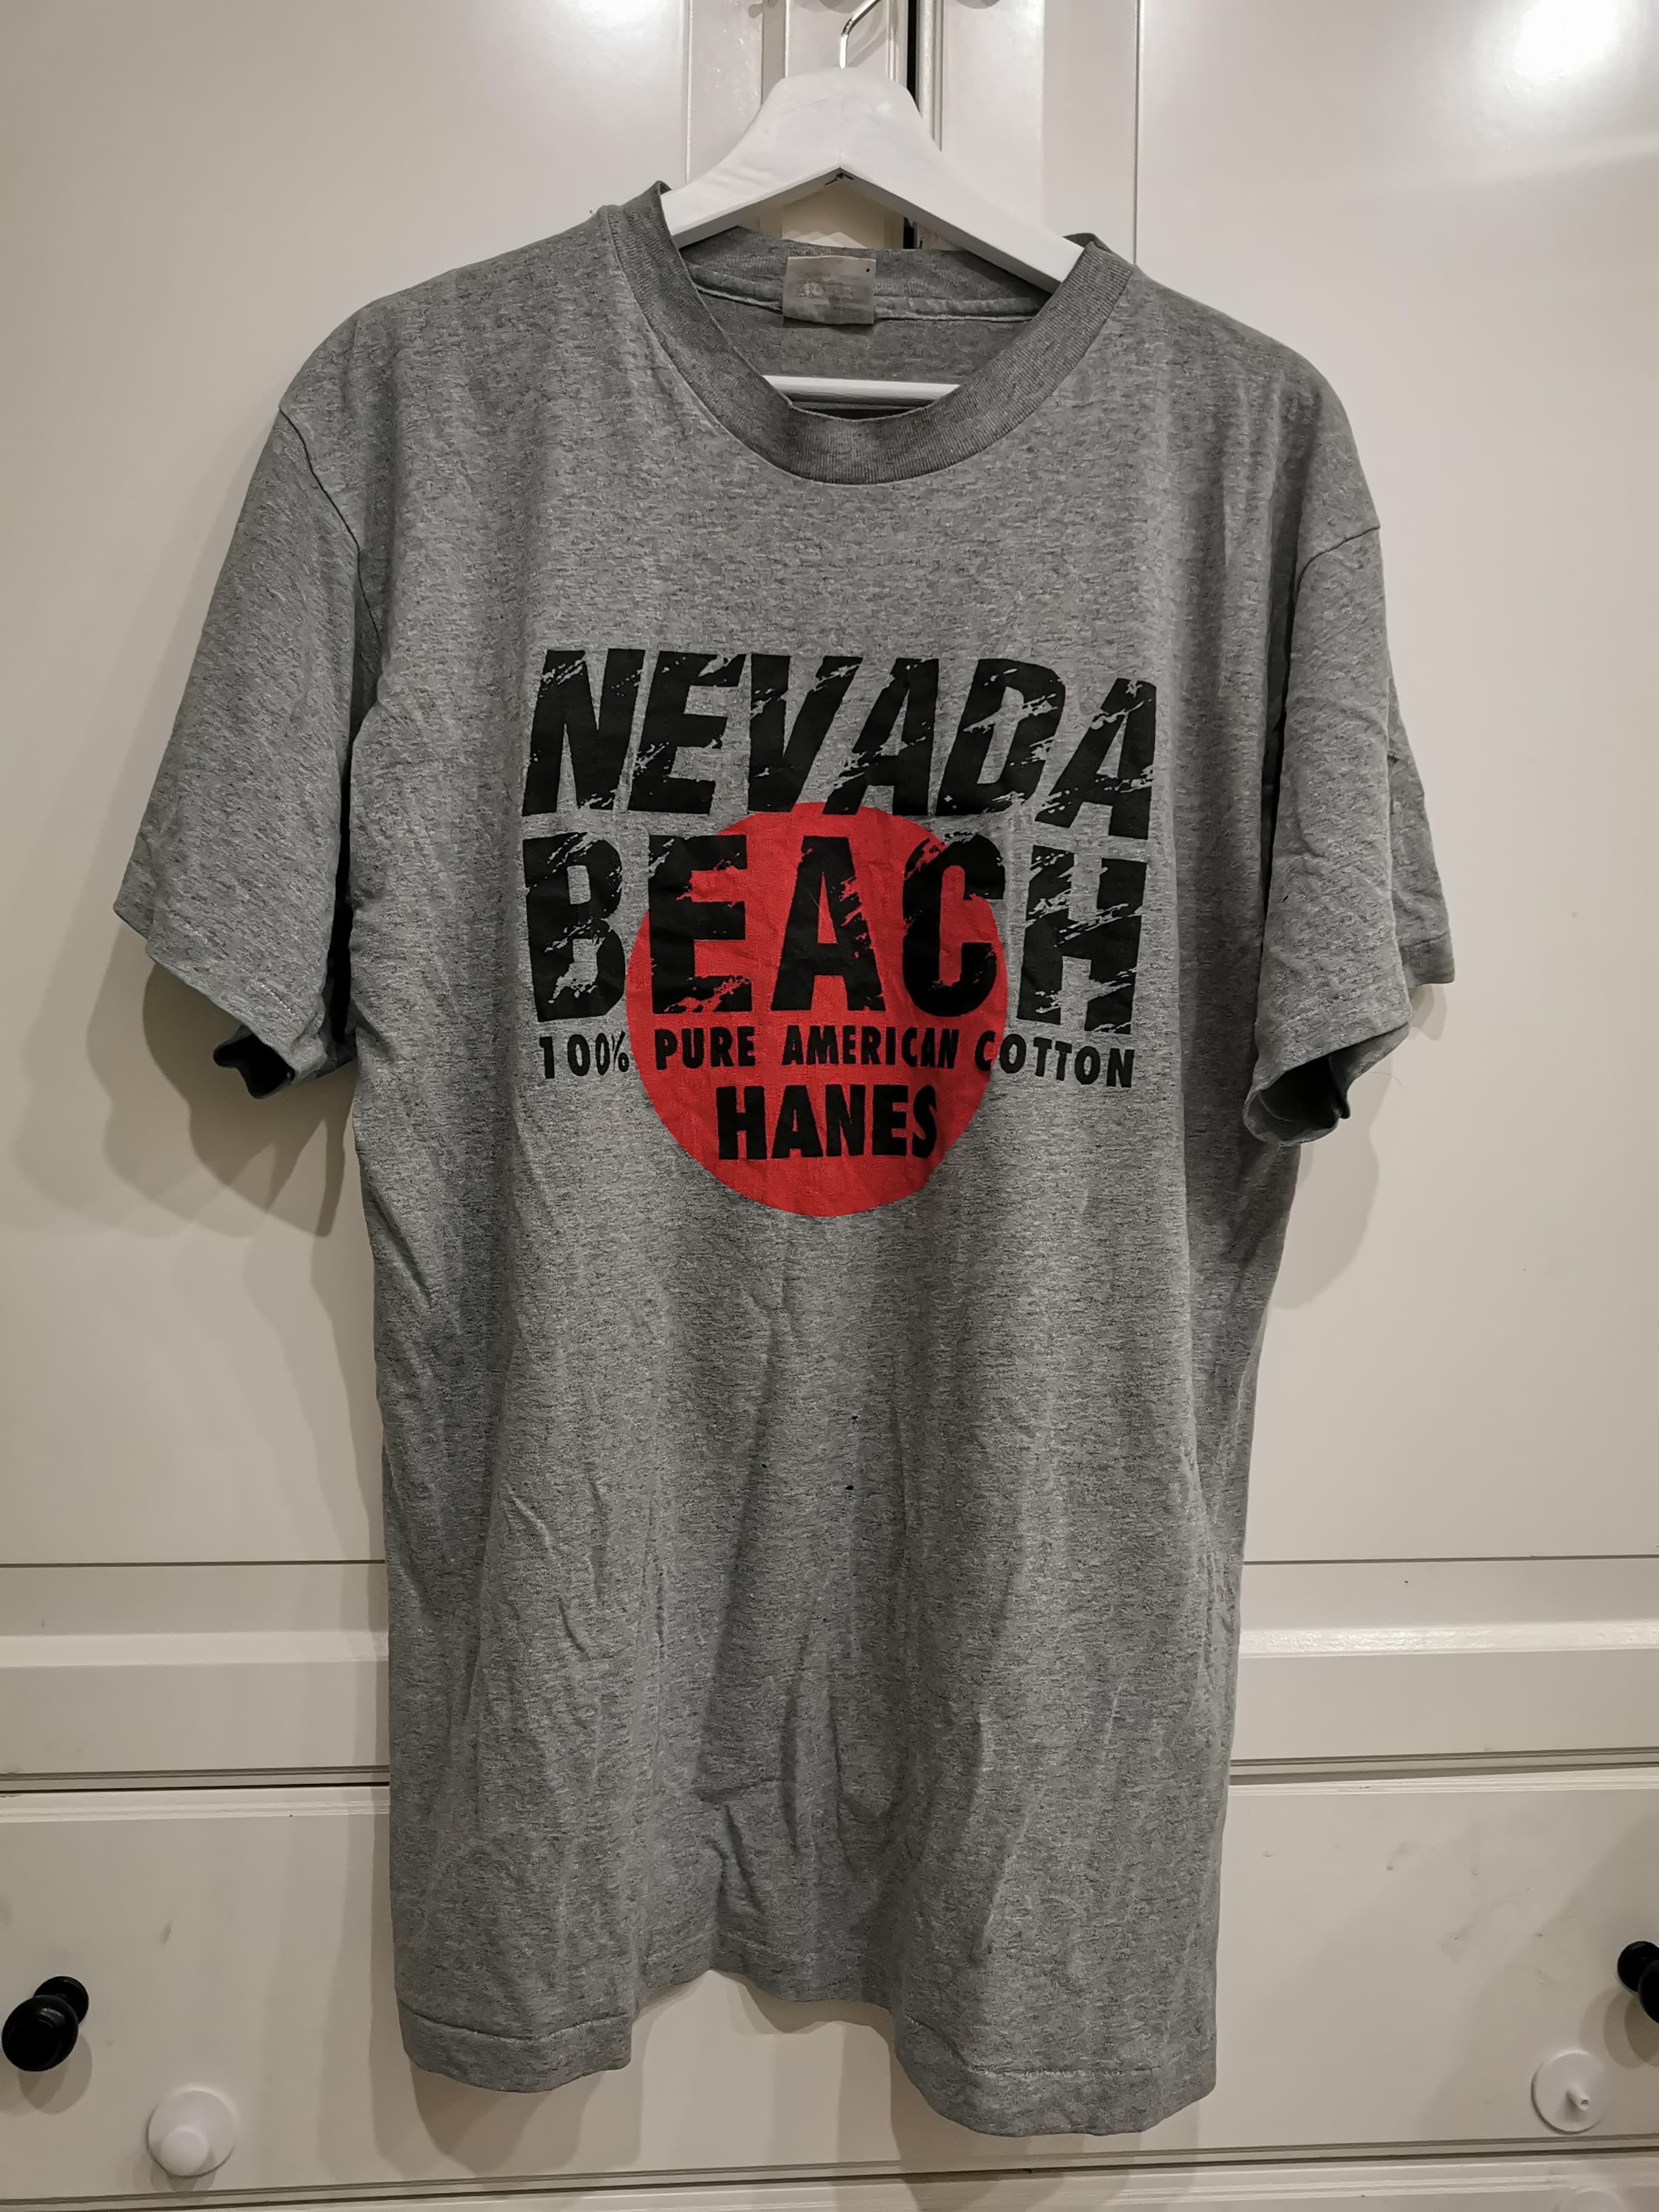 NEVADA
BEACH
100% PURE AMERICAN COTTON
HANES